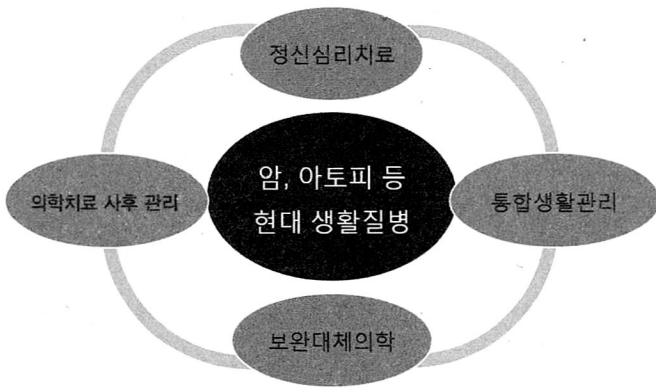 정신심리치료
암, 아토피 등
현대 생활질병
의학치료 사후 관리
통합생활관리
보완대체의학